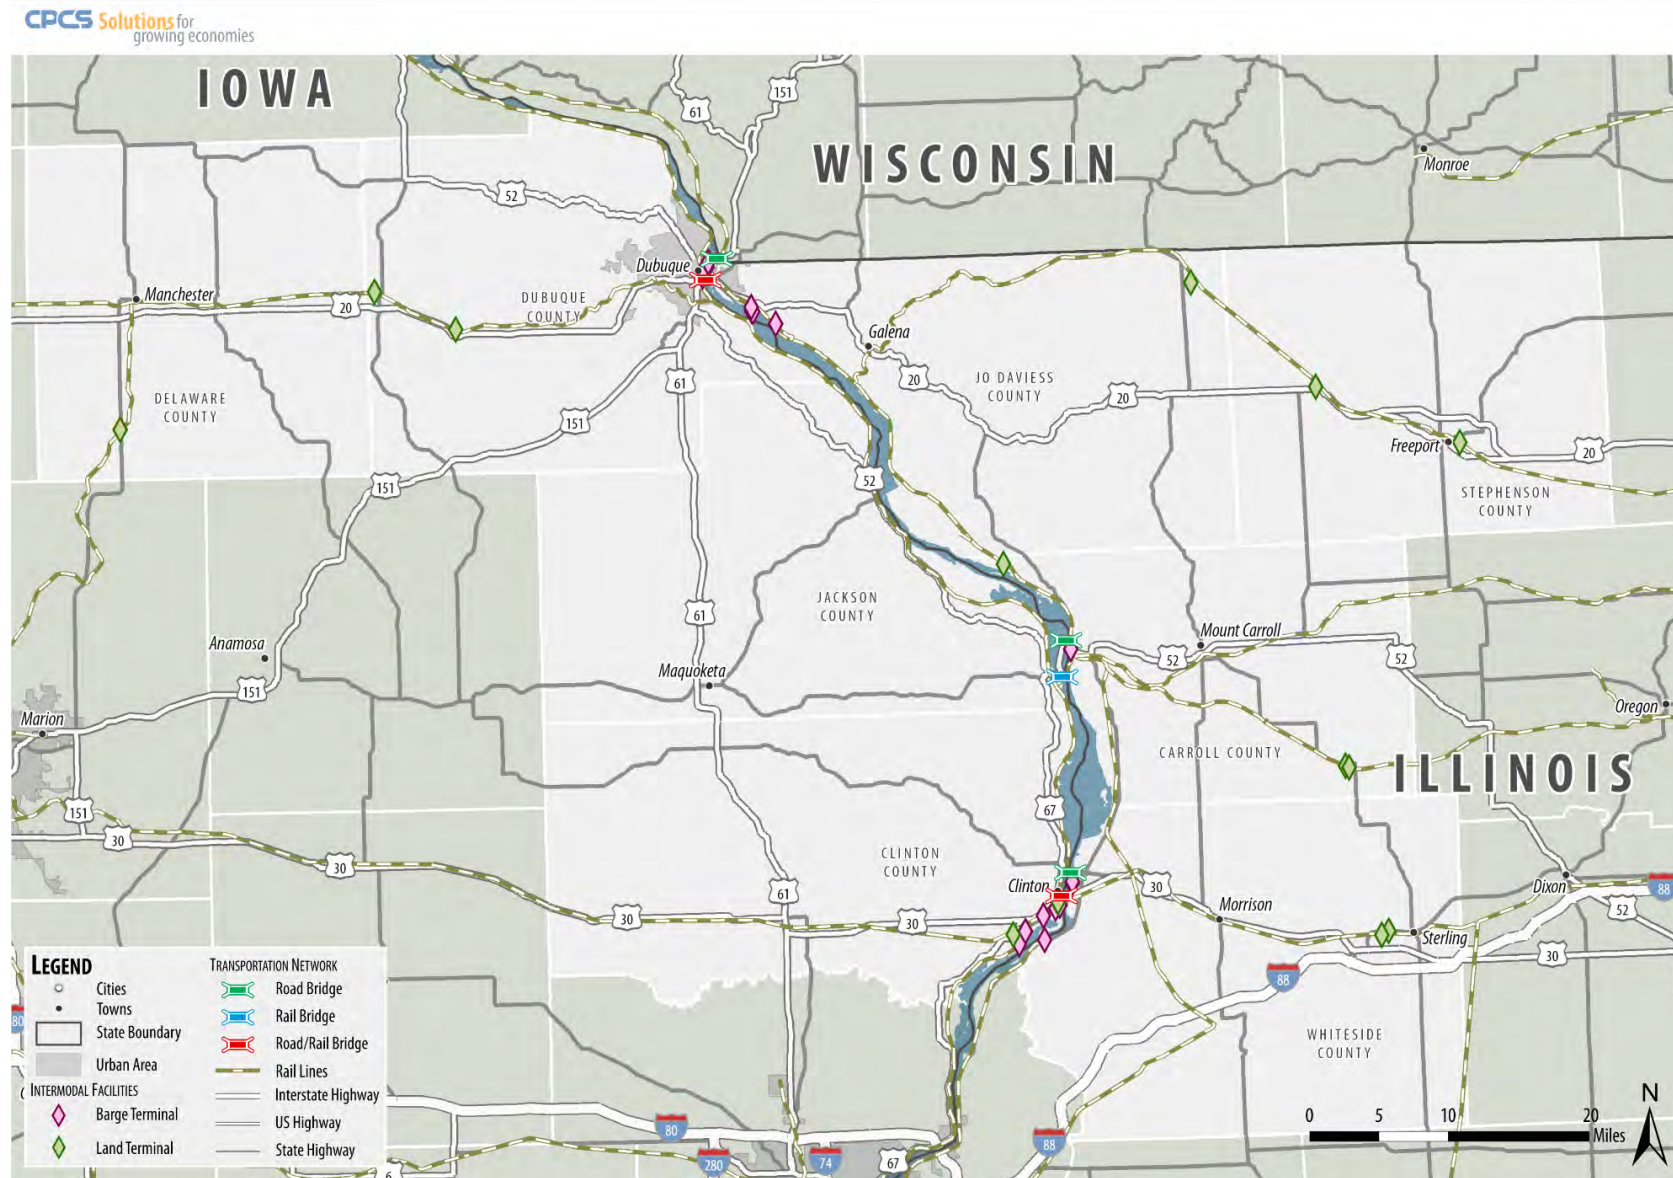 CPCS Solutions for
growing economies
IOWA
WISCONSIN
ILLINOIS
61
151
Monroe
52
Dubuque
Manchester
20
DUBUQUE
COUNTY
Galena
20
JO DAVIESS
COUNTY
20
61
DELAWARE
COUNTY
151
Freeport
20
151
52
STEPHENSON
COUNTY
JACKSON
COUNTY
61
Anamosa
Mount Carroll
52
52
Maquoketa
151
Marion
Oregon
CARROLL COUNTY
151
67
30
30
CLINTON
COUNTY
Clinton
30
Dixon
88
61
Morrison
52
30
30
Sterling
30
88
WHITESIDE
COUNTY
80
LEGEND
Cities
Towns
State Boundary
Urban Area
INTERMODAL FACILITIES
Barge Terminal
Land Terminal
TRANSPORTATION NETWORK
Road Bridge
Rail Bridge
Road/Rail Bridge
Rail Lines
Interstate Highway
US Highway
State Highway
80
280
74
67
88
6
0 5 10 20
Miles
N